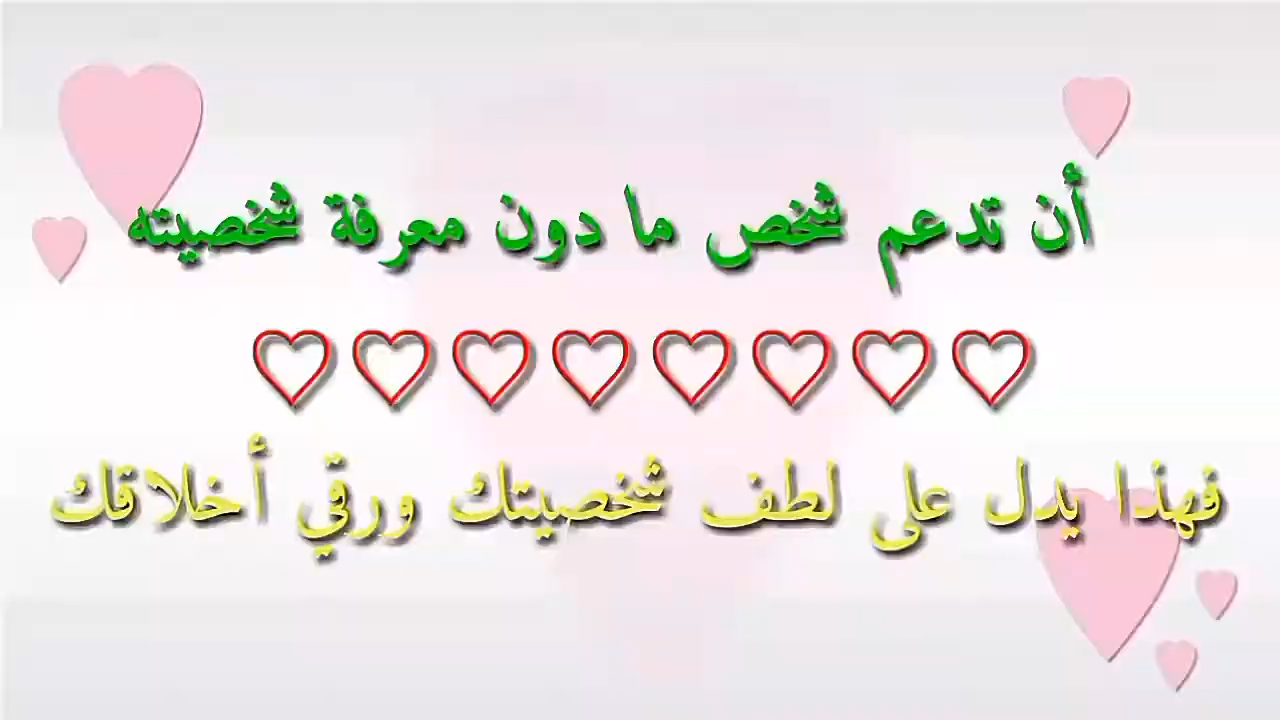 أن تدعم شخص ما دون معرفة شخصيته
♡♡♡♡♡♡♡♡
فهذا يدل على لطف شخصيتك ورقي أخلاقك